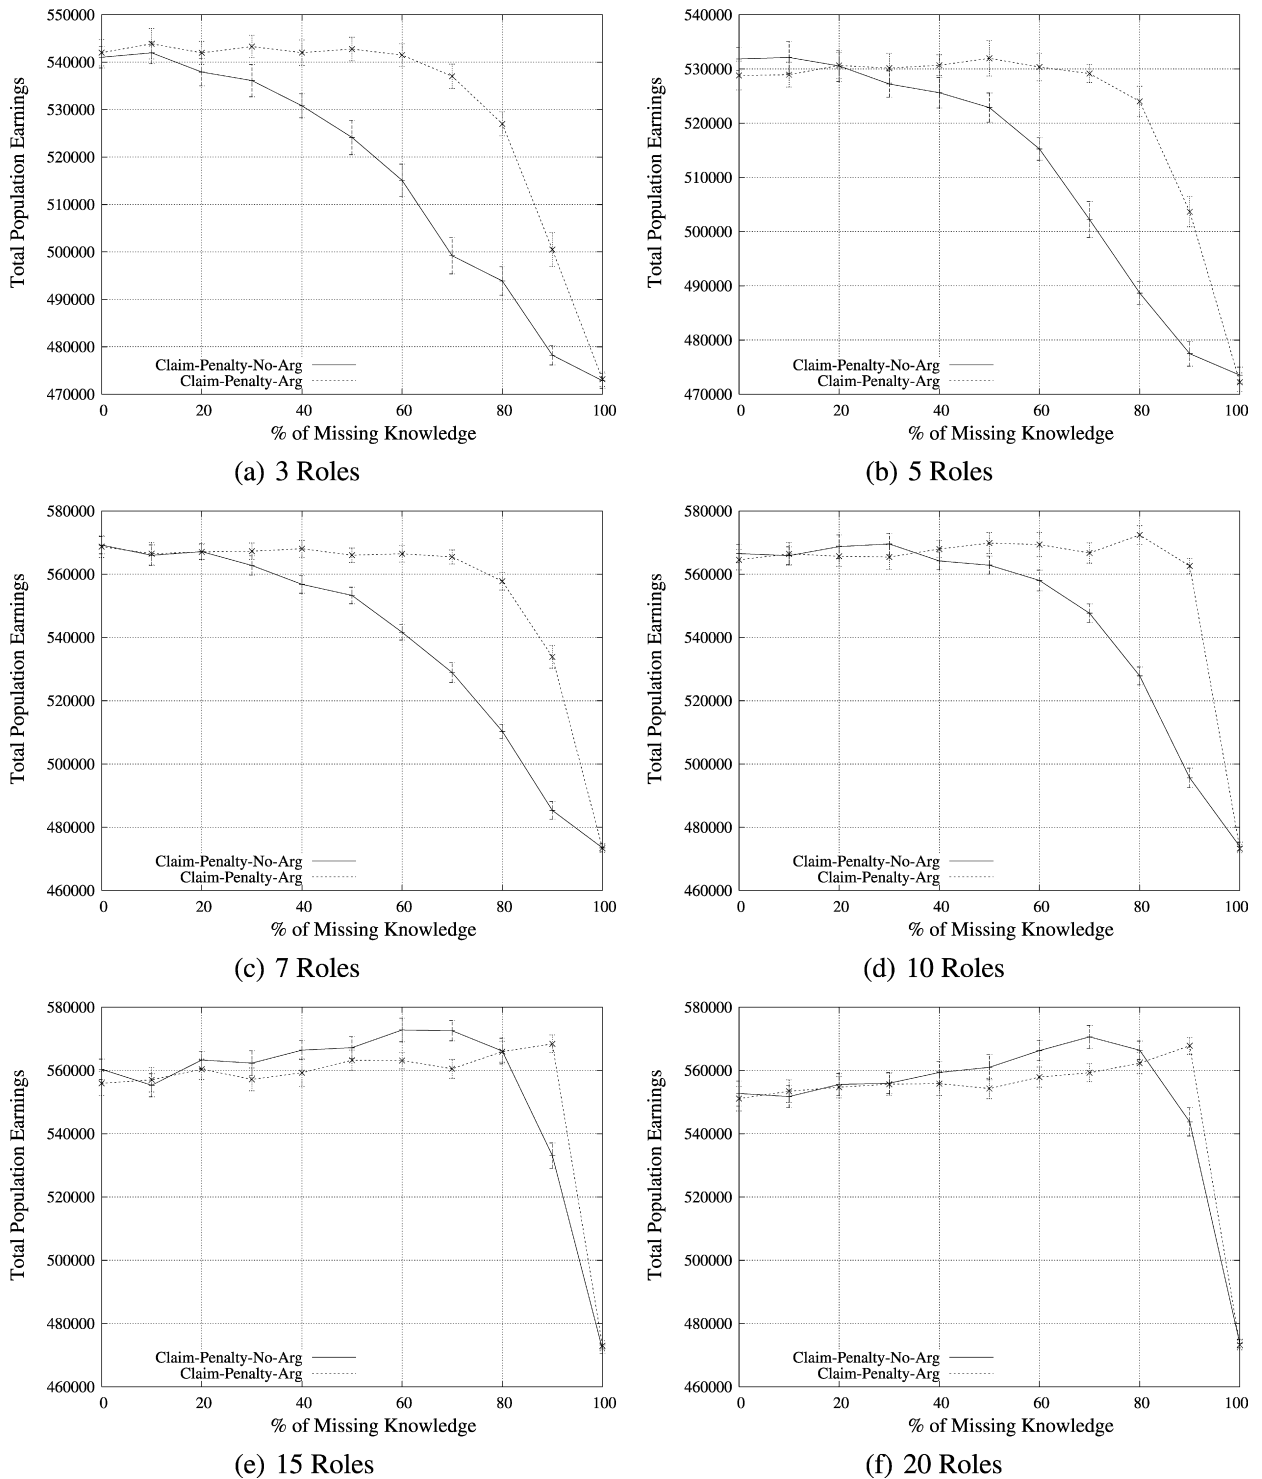 550000
540000
530000
520000
510000
500000
490000
480000
470000
Total Population Earnings
Claim-Penalty-No-Arg
Claim-Penalty-Arg
0 20 40 60 80 100
% of Missing Knowledge
(a) 3 Roles
540000
530000
520000
510000
500000
490000
480000
470000
Total Population Earnings
Claim-Penalty-No-Arg
Claim-Penalty-Arg
0 20 40 60 80 100
% of Missing Knowledge
(b) 5 Roles
580000
560000
540000
520000
500000
480000
460000
Total Population Earnings
Claim-Penalty-No-Arg
Claim-Penalty-Arg
0 20 40 60 80 100
% of Missing Knowledge
(c) 7 Roles
580000
560000
540000
520000
500000
480000
460000
Total Population Earnings
Claim-Penalty-No-Arg
Claim-Penalty-Arg
0 20 40 60 80 100
% of Missing Knowledge
(d) 10 Roles
580000
560000
540000
520000
500000
480000
460000
Total Population Earnings
Claim-Penalty-No-Arg
Claim-Penalty-Arg
0 20 40 60 80 100
% of Missing Knowledge
(e) 15 Roles
580000
560000
540000
520000
500000
480000
460000
Total Population Earnings
Claim-Penalty-No-Arg
Claim-Penalty-Arg
0 20 40 60 80 100
% of Missing Knowledge
(f) 20 Roles